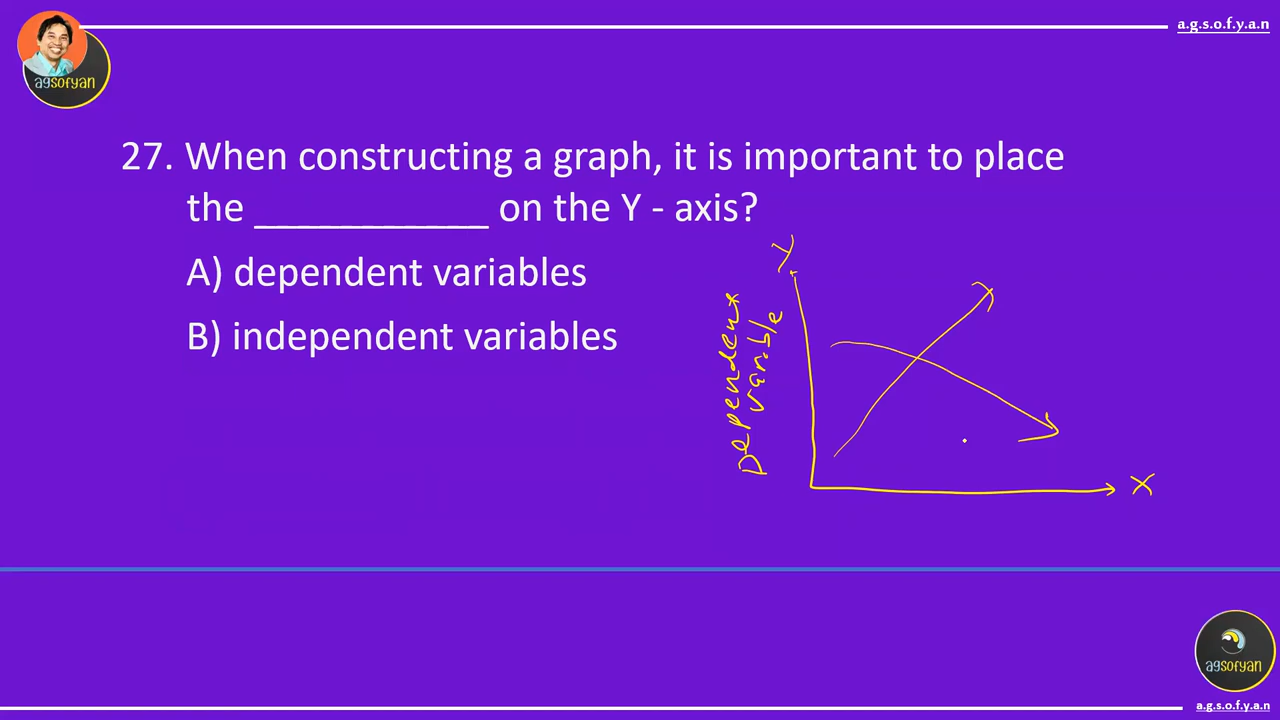 a.g.s.o.f.y.a.n
agsofyan
27. When constructing a graph, it is important to place
the ___________ on the Y - axis?
A) dependent variables
B) independent variables
Y
Dependent
variable
X
agsofyan
a.g.s.o.f.y.a.n